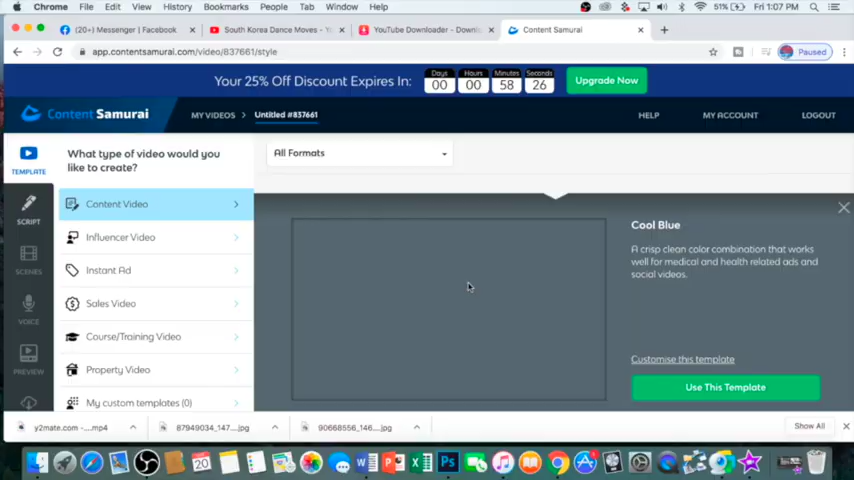 Chrome File Edit View History Bookmarks People Tab Window Help
51% Fri 1:07 PM
(20+) Messenger | Facebook
South Korea Dance Moves - Y
YouTube Downloader - Downl
Content Samurai
app.contentsamurai.com/video/837661/style
Paused
Your 25% Off Discount Expires In:
Days Hours Minutes Seconds
00 00 58 26
Upgrade Now
Content Samurai
MY VIDEOS > Untitled #837661
HELP MY ACCOUNT LOGOUT
TEMPLATE
SCRIPT
SCENES
VOICE
PREVIEW
What type of video would you
like to create?
Content Video
Influencer Video
Instant Ad
Sales Video
Course/Training Video
Property Video
My custom templates (0)
All Formats
Cool Blue
A crisp clean color combination that works
well for medical and health related ads and
social videos.
Customise this template
Use This Template
y2mate.com -....mp4
87949034_147....jpg
90668556_146....jpg
Show All
20